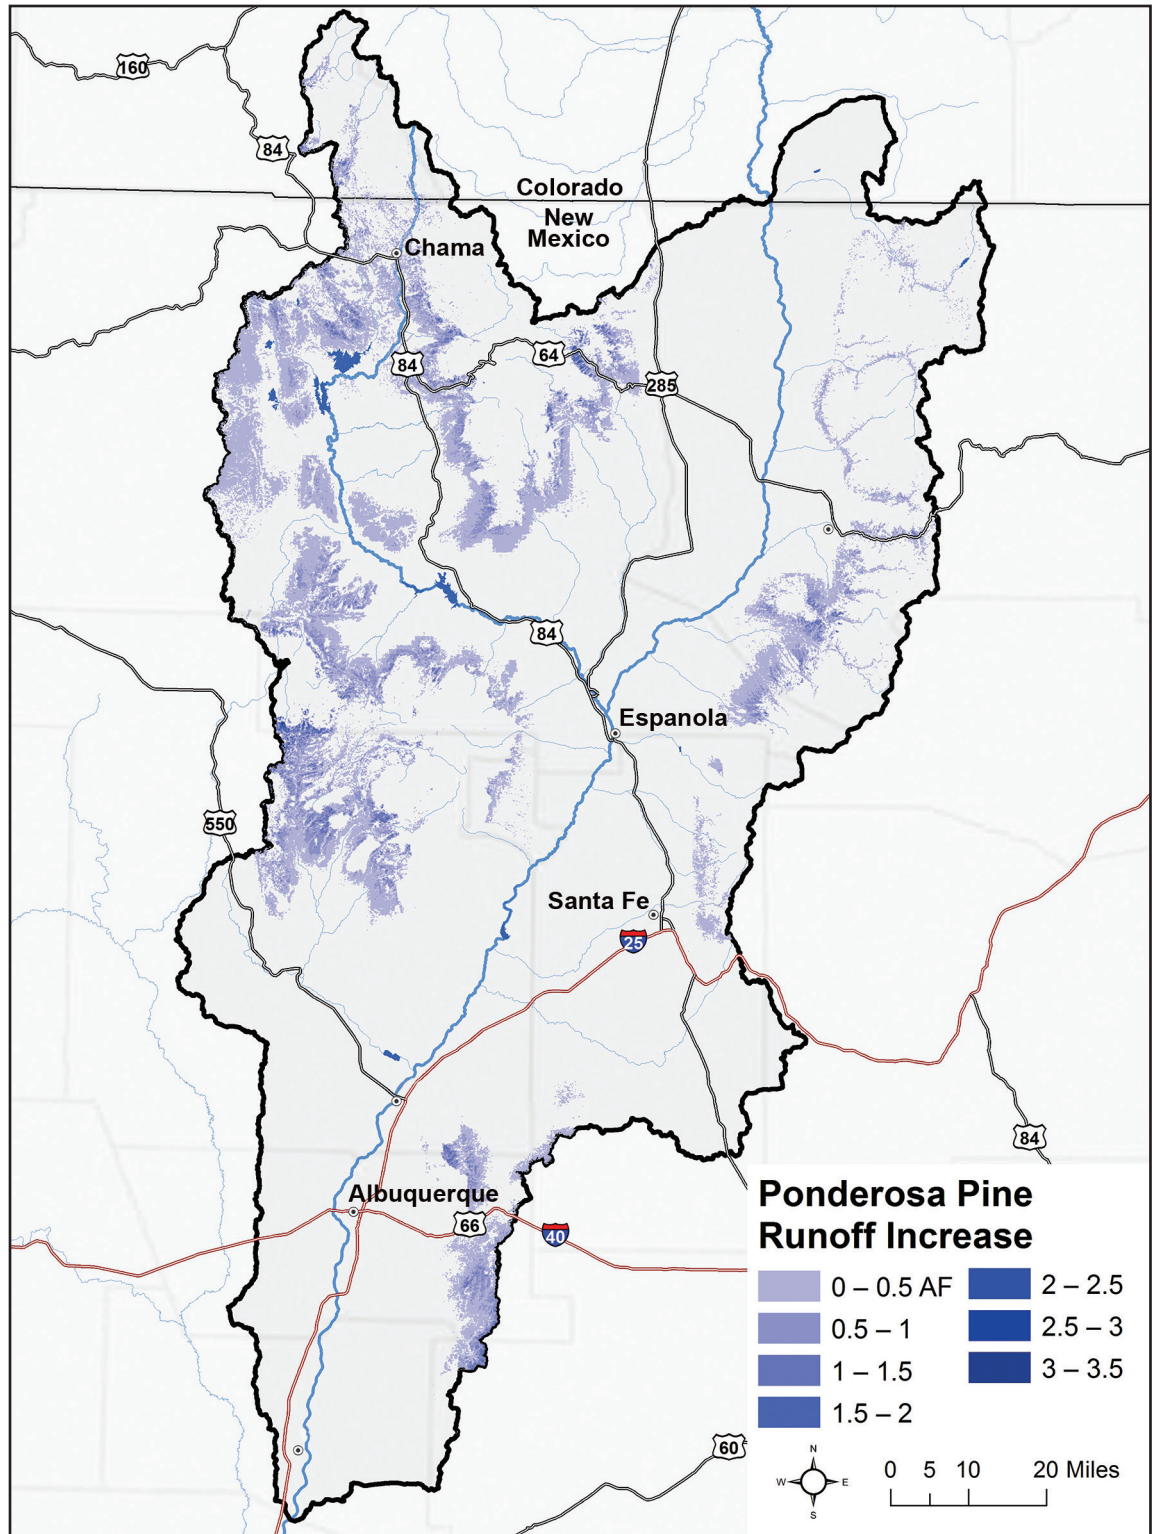 160
84
Colorado
New
Mexico
Chama
84
64
285
84
Espanola
550
Santa Fe
25
84
Albuquerque
66
40
60
Ponderosa Pine
Runoff Increase
0 – 0.5 AF
0.5 – 1
1 – 1.5
1.5 – 2
2 – 2.5
2.5 – 3
3 – 3.5
N
W E
S
0 5 10 20 Miles